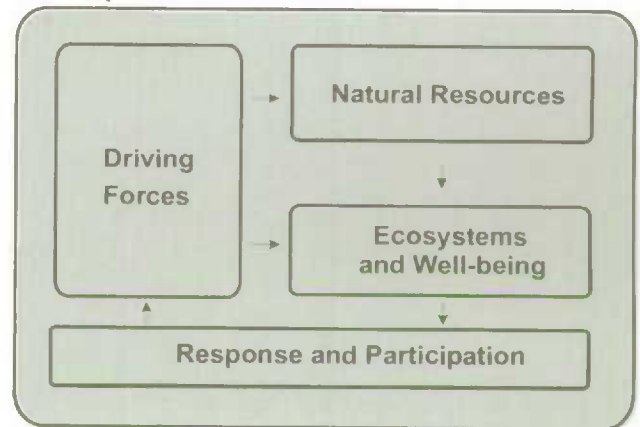 Driving
Forces
Natural Resources
Ecosystems
and Well-being
Response and Participation